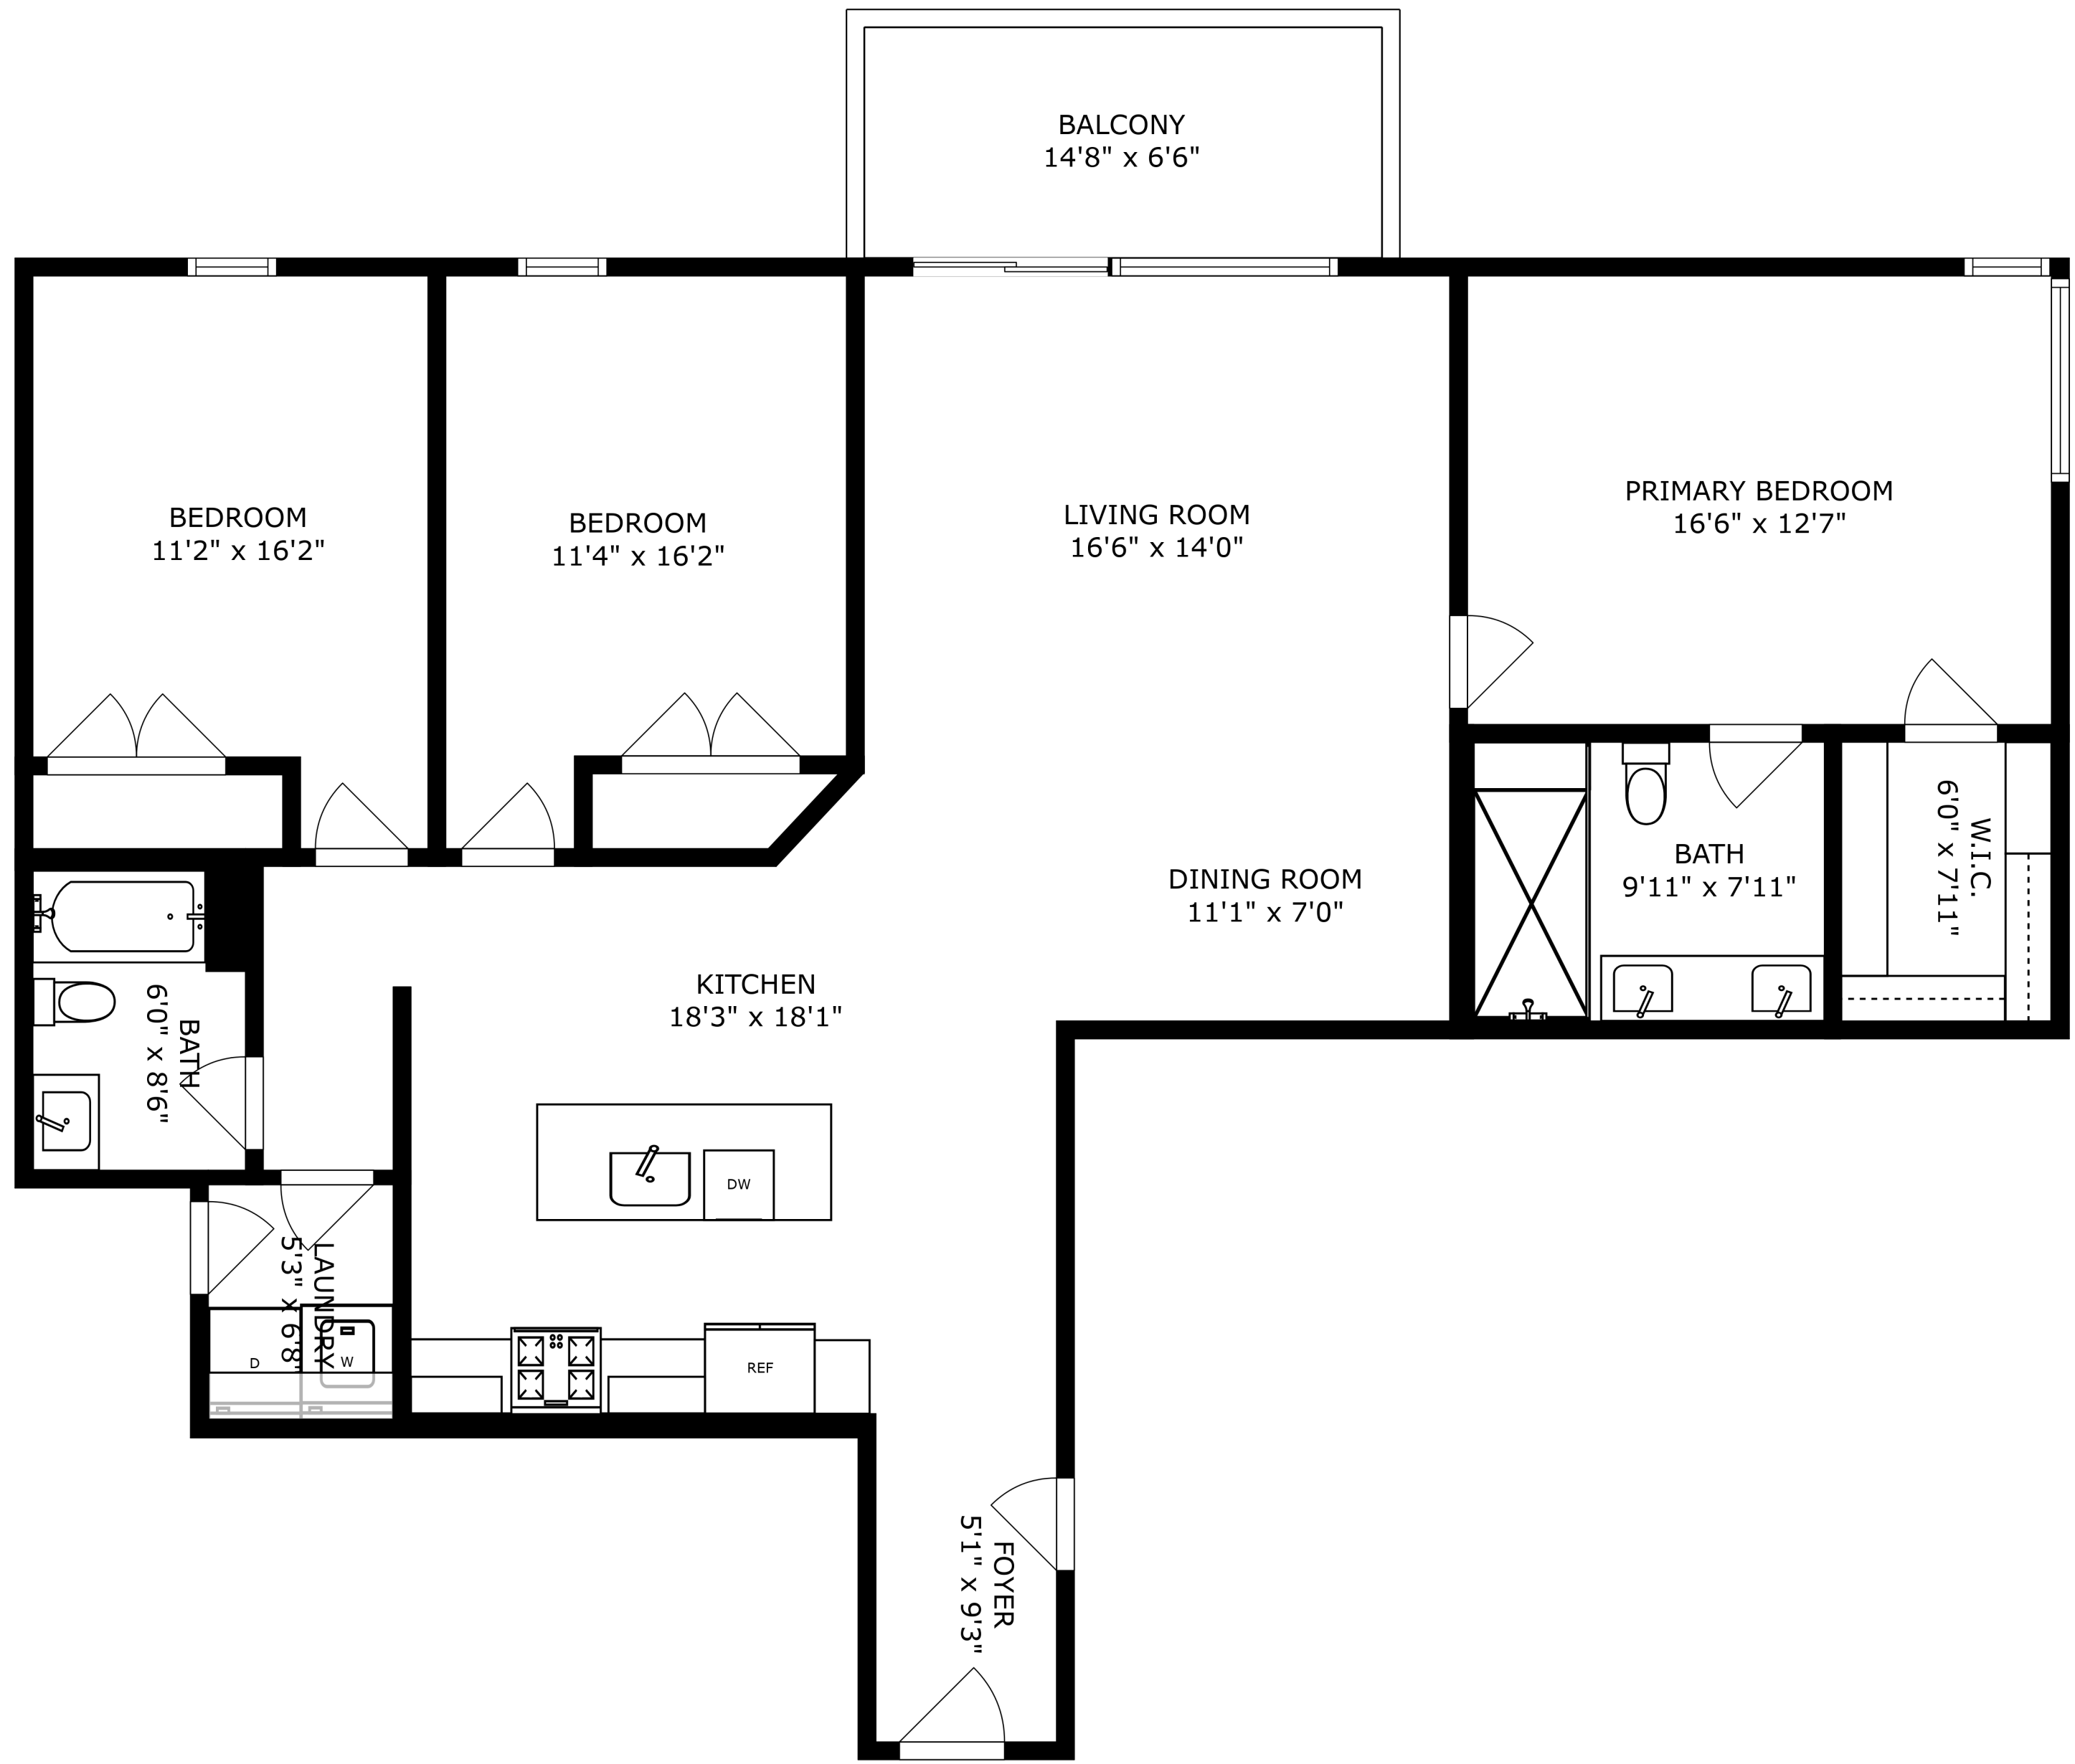 BALCONY
14'8" x 6'6"
BEDROOM
11'2" x 16'2"
BEDROOM
11'4" x 16'2"
LIVING ROOM
16'6" x 14'0"
PRIMARY BEDROOM
16'6" x 12'7"
DINING ROOM
11'1" x 7'0"
BATH
9'11" x 7'11"
W.I.C.
6'0" x 7'11"
KITCHEN
18'3" x 18'1"
BATH
6'0" x 8'6"
DW
LAUNDRY
5'3" x 6'8"
D
W
REF
FOYER
5'1" x 9'3"